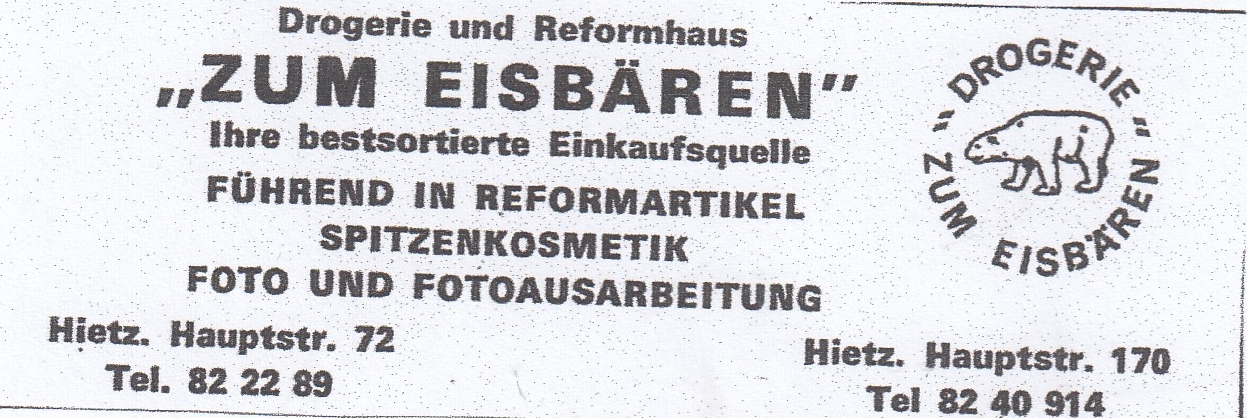 Drogerie und Reformhaus
„ZUM EISBÄREN”
Ihre bestsortierte Einkaufsquelle
FÜHREND IN REFORMARTIKEL
SPITZENKOSMETIK
FOTO UND FOTOAUSARBEITUNG
Hietz. Hauptstr. 72
Tel. 82 22 89
Hietz. Hauptstr. 170
Tel 82 40 914
DROGERIE
"ZUM EISBÄREN"